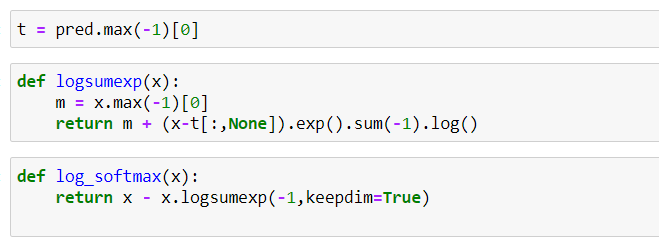 t = pred.max(-1)[0]
def logsumexp(x):
    m = x.max(-1)[0]
    return m + (x-t[:,None]).exp().sum(-1).log()
def log_softmax(x):
    return x - x.logsumexp(-1,keepdim=True)